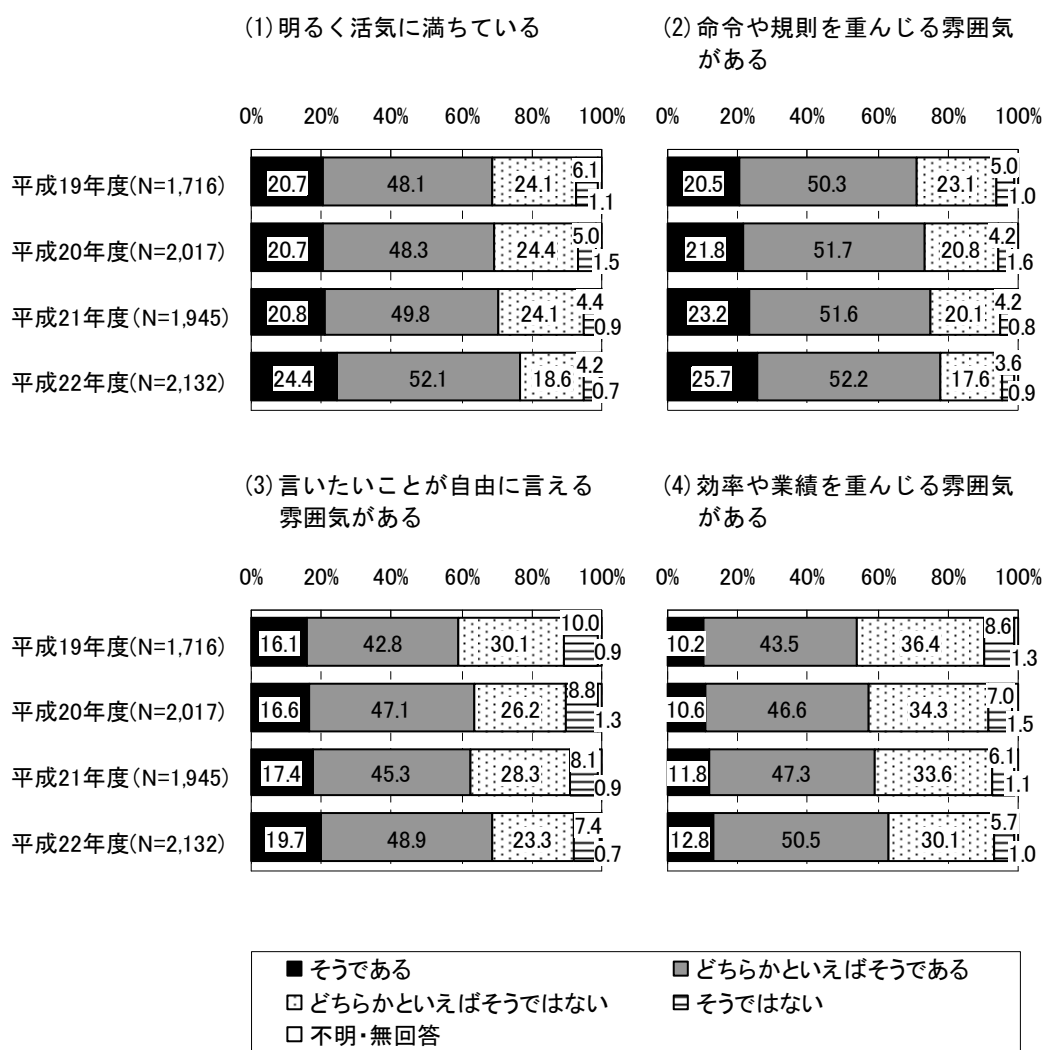 (1) 明るく活気に満ちている
(2) 命令や規則を重んじる雰囲気
がある
0% 20% 40% 60% 80% 100%
0% 20% 40% 60% 80% 100%
平成19年度(N=1,716) 20.7 48.1 24.1 6.1 1.1 20.5 50.3 23.1 5.0 1.0
平成20年度(N=2,017) 20.7 48.3 24.4 5.0 1.5 21.8 51.7 20.8 4.2 1.6
平成21年度(N=1,945) 20.8 49.8 24.1 4.4 0.9 23.2 51.6 20.1 4.2 0.8
平成22年度(N=2,132) 24.4 52.1 18.6 4.2 0.7 25.7 52.2 17.6 3.6 0.9
(3) 言いたいことが自由に言える
雰囲気がある
(4) 効率や業績を重んじる雰囲気
がある
0% 20% 40% 60% 80% 100%
0% 20% 40% 60% 80% 100%
平成19年度(N=1,716) 16.1 42.8 30.1 10.0 0.9 10.2 43.5 36.4 8.6 1.3
平成20年度(N=2,017) 16.6 47.1 26.2 8.8 1.3 10.6 46.6 34.3 7.0 1.5
平成21年度(N=1,945) 17.4 45.3 28.3 8.1 0.9 11.8 47.3 33.6 6.1 1.1
平成22年度(N=2,132) 19.7 48.9 23.3 7.4 0.7 12.8 50.5 30.1 5.7 1.0
そうである どちらかといえばそうである
どちらかといえばそうではない そうではない
不明・無回答